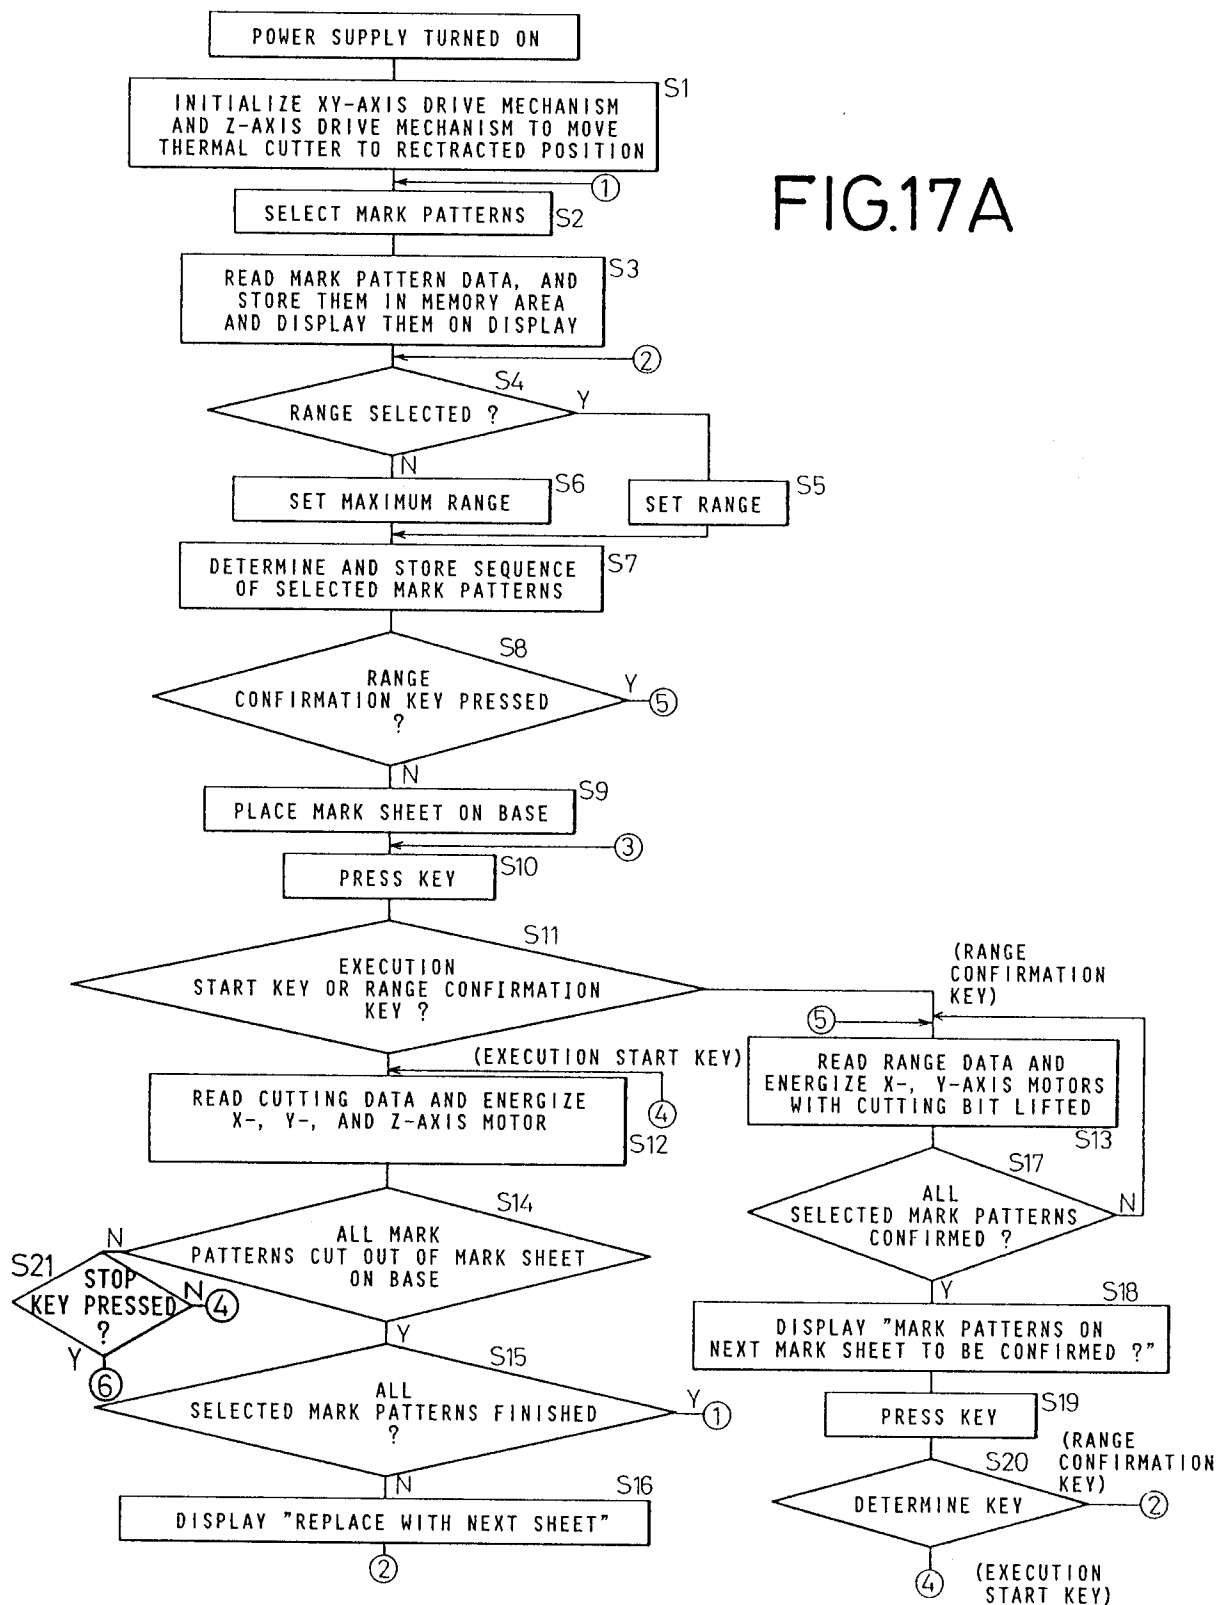 POWER SUPPLY TURNED ON
S1
INITIALIZE XY-AXIS DRIVE MECHANISM
AND Z-AXIS DRIVE MECHANISM TO MOVE
THERMAL CUTTER TO RECTRACTED POSITION
①
FIG.17A
SELECT MARK PATTERNS
S2
S3
READ MARK PATTERN DATA, AND
STORE THEM IN MEMORY AREA
AND DISPLAY THEM ON DISPLAY
②
S4
RANGE SELECTED ?
Y
N
S6
SET MAXIMUM RANGE
S5
SET RANGE
S7
DETERMINE AND STORE SEQUENCE
OF SELECTED MARK PATTERNS
S8
RANGE
CONFIRMATION KEY PRESSED
?
Y
⑤
N
S9
PLACE MARK SHEET ON BASE
③
S10
PRESS KEY
S11
EXECUTION
START KEY OR RANGE CONFIRMATION
KEY ?
(RANGE
CONFIRMATION
KEY)
⑤
(EXECUTION START KEY)
④
READ CUTTING DATA AND ENERGIZE
X-, Y-, AND Z-AXIS MOTOR
S12
READ RANGE DATA AND
ENERGIZE X-, Y-AXIS MOTORS
WITH CUTTING BIT LIFTED
S13
S14
ALL MARK
PATTERNS CUT OUT OF MARK SHEET
ON BASE
N
Y
S21
STOP
KEY PRESSED
?
N
④
Y
⑥
S17
ALL
SELECTED MARK PATTERNS
CONFIRMED ?
N
Y
S18
DISPLAY "MARK PATTERNS ON
NEXT MARK SHEET TO BE CONFIRMED ?"
S15
ALL
SELECTED MARK PATTERNS FINISHED
?
Y
①
N
S16
DISPLAY "REPLACE WITH NEXT SHEET"
②
S19
PRESS KEY
S20
DETERMINE KEY
(RANGE
CONFIRMATION
KEY)
②
④
(EXECUTION
START KEY)